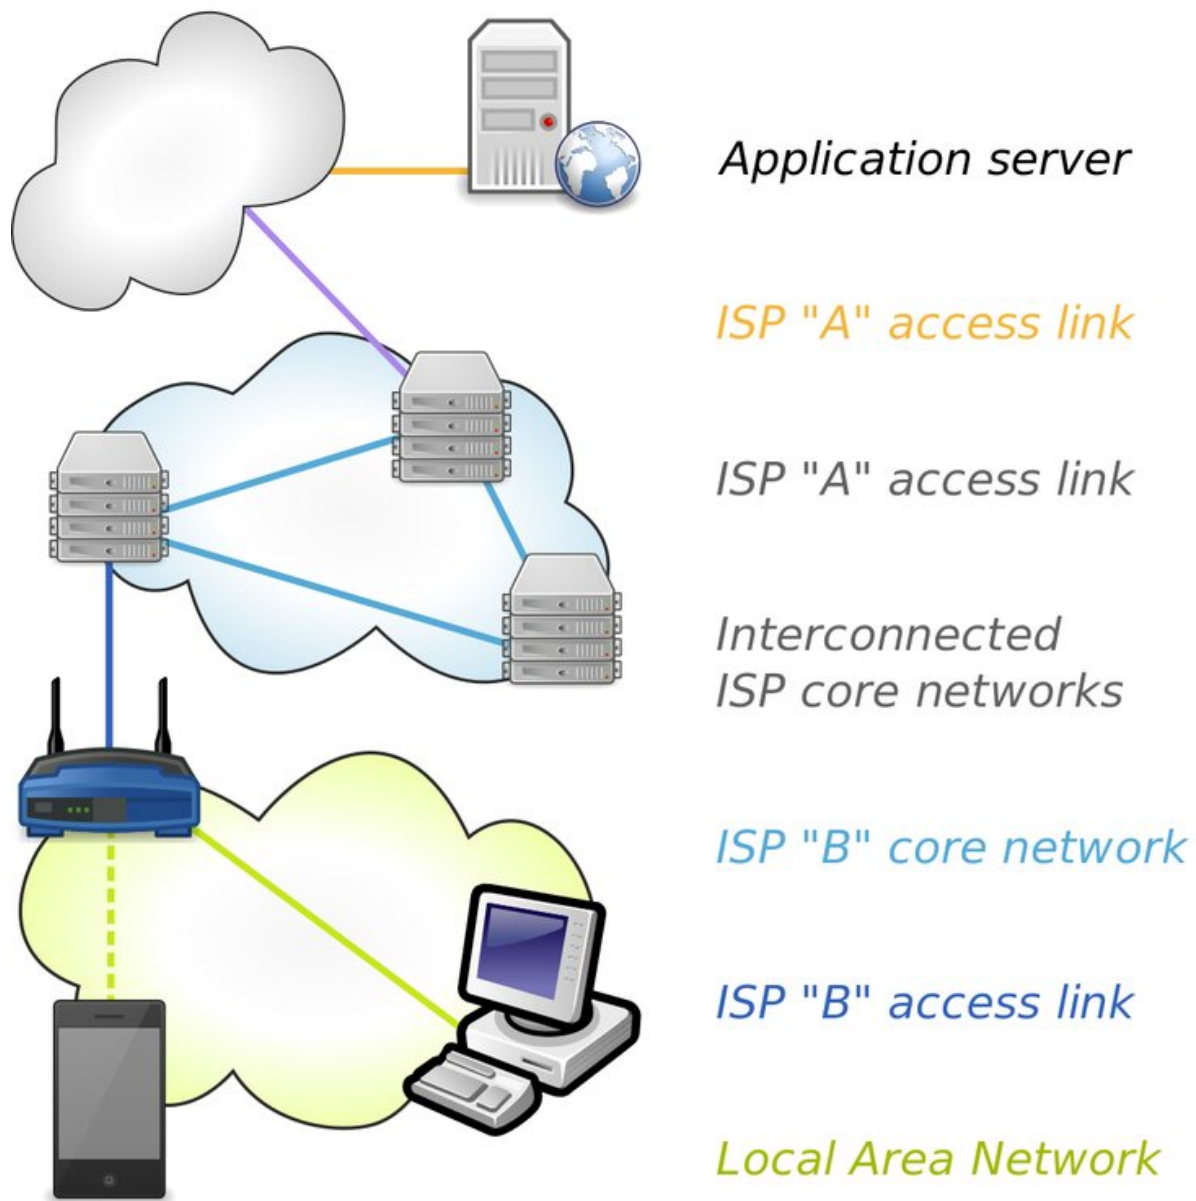 Application server
ISP "A" access link
ISP "A" access link
Interconnected
ISP core networks
ISP "B" core network
ISP "B" access link
Local Area Network